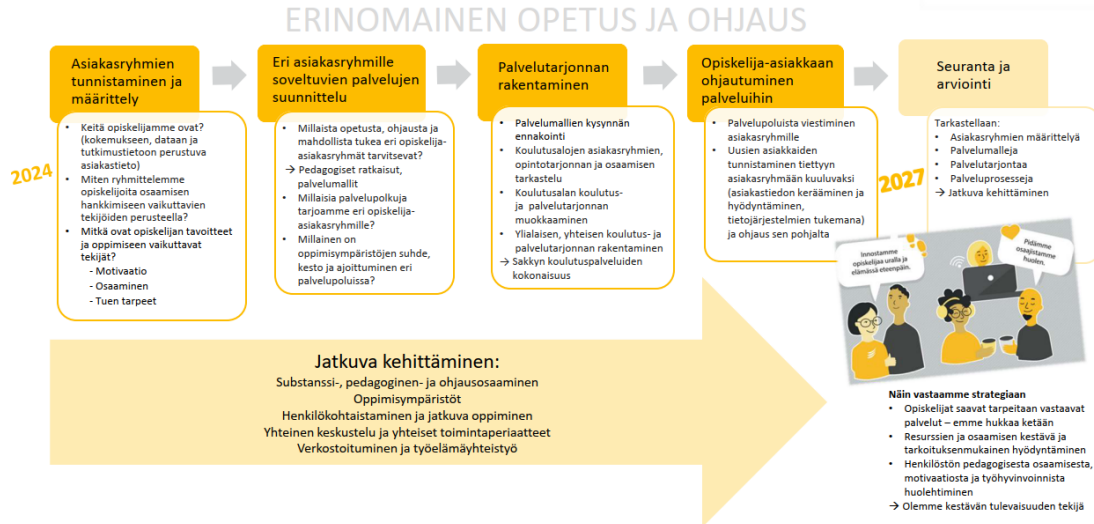 ERINOMAINEN OPETUS JA OHJAUS
2024
Asiakasryhmien
tunnistaminen ja
määrittely
• Keitä opiskelijamme ovat?
(kokemukseen, dataan ja
tutkimustietoon perustuva
asiakastieto)
• Miten ryhmittelemme
opiskelijoita osaamisen
hankkimiseen vaikuttavien
tekijöiden perusteella?
• Mitkä ovat opiskelijan tavoitteet
ja oppimiseen vaikuttavat
tekijät?
- Motivaatio
- Osaaminen
- Tuen tarpeet
Eri asiakasryhmille
soveltuvien palvelujen
suunnittelu
• Millaista opetusta, ohjausta ja
mahdollista tukea eri opiskelija-
asiakasryhmät tarvitsevat?
→ Pedagogiset ratkaisut,
palvelumallit
• Millaisia palvelupolkuja
tarjoamme eri opiskelija-
asiakasryhmille?
• Millainen on
oppimisympäristöjen suhde,
kesto ja ajoittuminen eri
palvelupoluissa?
Palvelutarjonnan
rakentaminen
• Palvelumallien kysynnän
ennakointi
• Koulutusalojen asiakasryhmien,
opintotarjonnan ja osaamisen
tarkastelu
• Koulutusalan koulutus-
ja palvelutarjonnan
muokkaaminen
• Ylialaisen, yhteisen koulutus- ja
palvelutarjonnan rakentaminen
→ Sakkyn koulutuspalveluiden
kokonaisuus
Opiskelija-asiakkaan
ohjautuminen
palveluihin
• Palvelupoluista viestiminen
asiakasryhmille
• Uusien asiakkaiden
tunnistaminen tiettyyn
asiakasryhmään kuuluvaksi
(asiakastiedon kerääminen ja
hyödyntäminen,
tietojärjestelmien tukemana)
ja ohjaus sen pohjalta
2027
Seuranta ja
arviointi
Tarkastellaan:
• Asiakasryhmien määrittelyä
• Palvelumalleja
• Palvelutarjontaa
• Palveluprosesseja
→ Jatkuva kehittäminen
Innostamme
opiskelijaa uralla ja
elämässä eteenpäin.
Pidämme
osaajistamme
huolen.
Jatkuva kehittäminen:
Substanssi-, pedagoginen- ja ohjausosaaminen
Oppimisympäristöt
Henkilökohtaistaminen ja jatkuva oppiminen
Yhteinen keskustelu ja yhteiset toimintaperiaatteet
Verkostoituminen ja työelämäyhteistyö
Näin vastaamme strategiaan
• Opiskelijat saavat tarpeitaan vastaavat
palvelut – emme hukkaa ketään
• Resurssien ja osaamisen kestävä ja
tarkoituksenmukainen hyödyntäminen
• Henkilöstön pedagogisesta osaamisesta,
motivaatiosta ja työhyvinvoinnista
huolehtiminen
→ Olemme kestävän tulevaisuuden tekijä